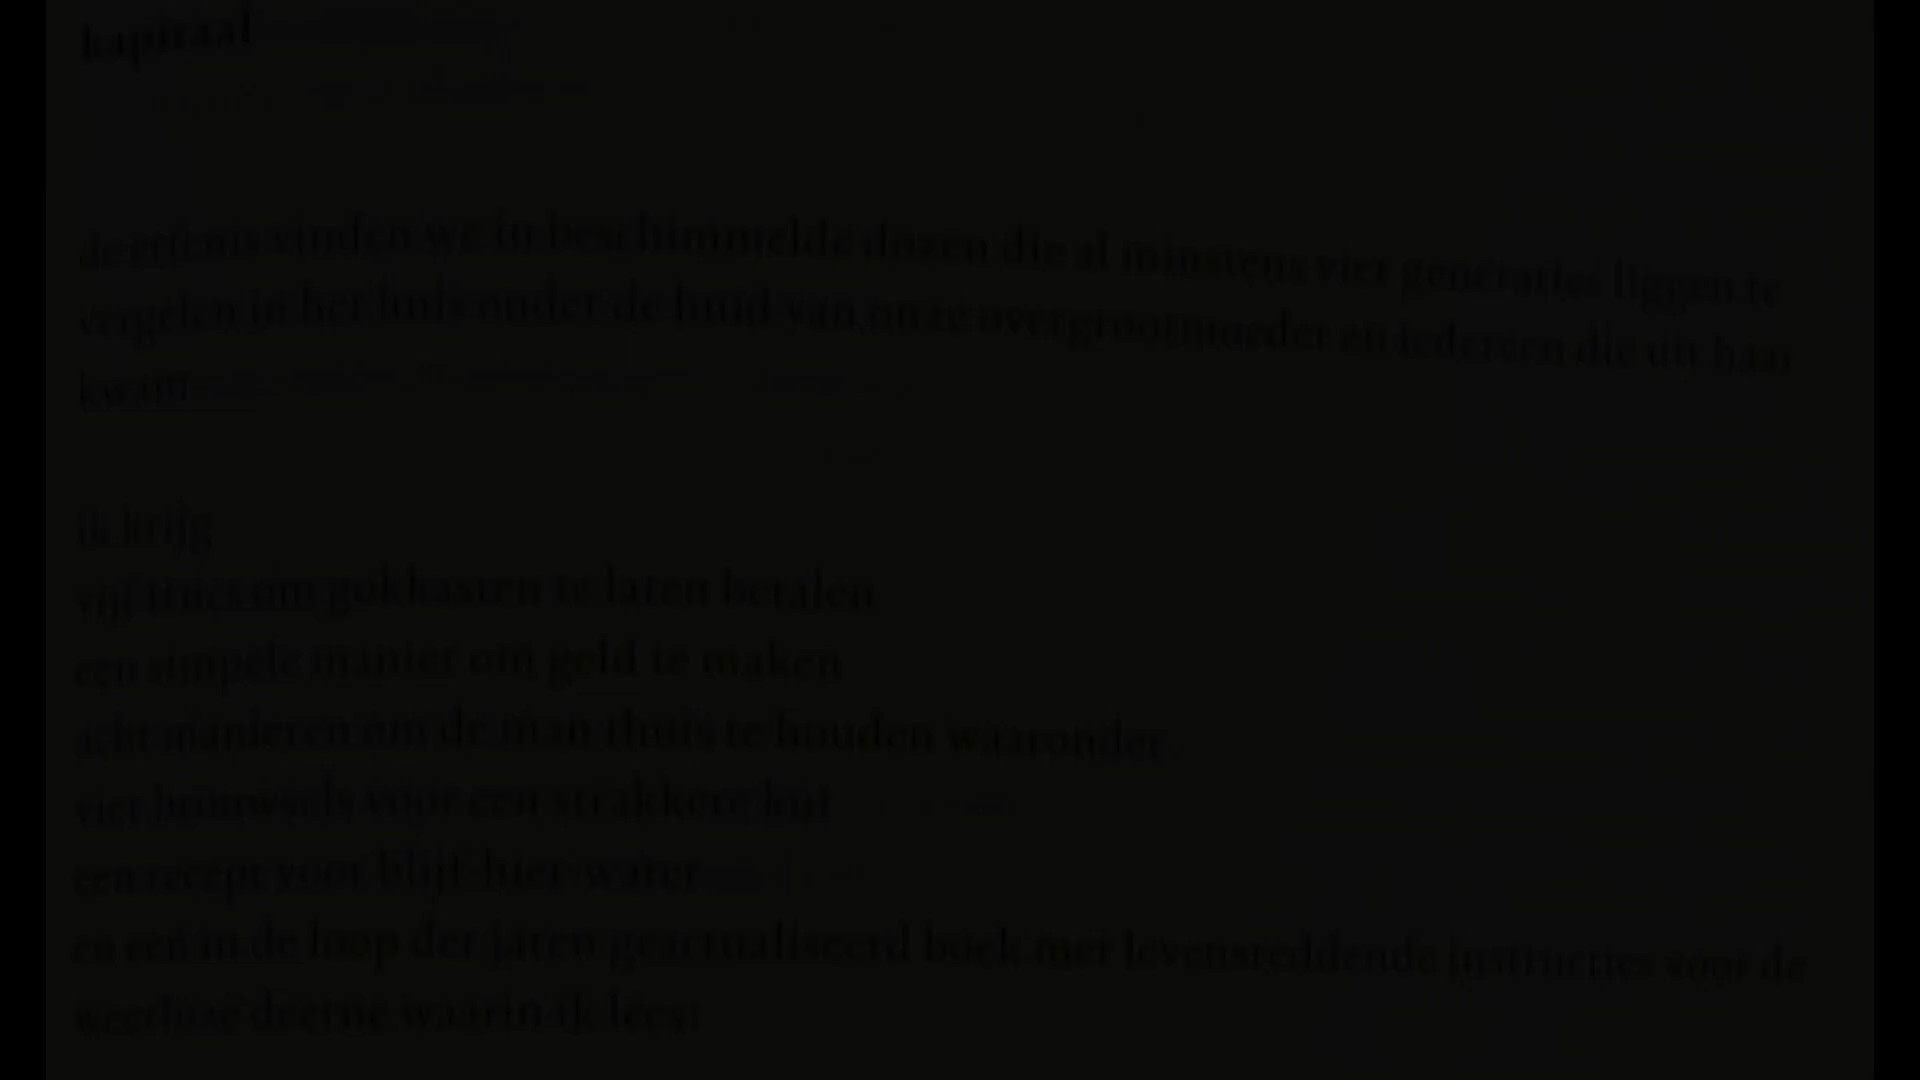 kapitaal
de erfenis vinden we in beschimmelde dozen die al minstens vier generaties liggen te
vergelen in het huis onder de huid van onze overgrootmoeder en iedereen die uit haar
kwam
ik krijg
vijf trucs om gokkasten te laten betalen
een simpele manier om geld te maken
acht manieren om de man thuis te houden waaronder
vier brouwsels voor een strakkere kut
een recept voor blijf-hier-water
en een in de loop der jaren geactualiseerd boek met levensreddende instructies voor de
weerloze deerne waarin ik lees: